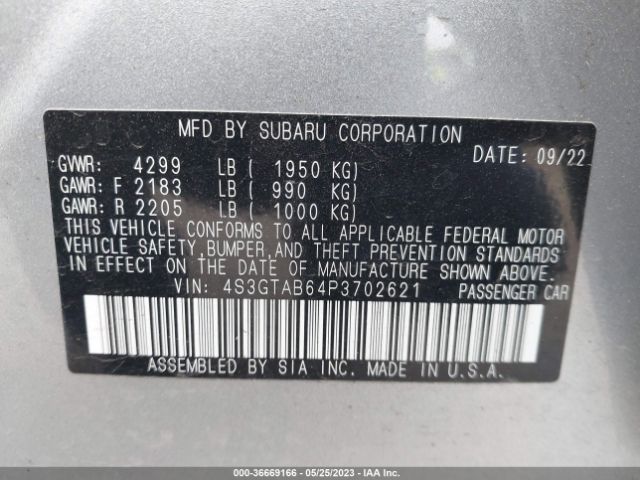 MFD BY SUBARU CORPORATION
DATE: 09/22
GVWR: 4299 LB ( 1950 KG)
GAWR: F 2183 LB ( 990 KG)
GAWR: R 2205 LB ( 1000 KG)
THIS VEHICLE CONFORMS TO ALL APPLICABLE FEDERAL MOTOR
VEHICLE SAFETY, BUMPER, AND THEFT PREVENTION STANDARDS
IN EFFECT ON THE DATE OF MANUFACTURE SHOWN ABOVE.
VIN: 4S3GTAB64P3702621 PASSENGER CAR
ASSEMBLED BY SIA INC. MADE IN U.S.A.
000-36669166 - 05/25/2023 - IAA Inc.